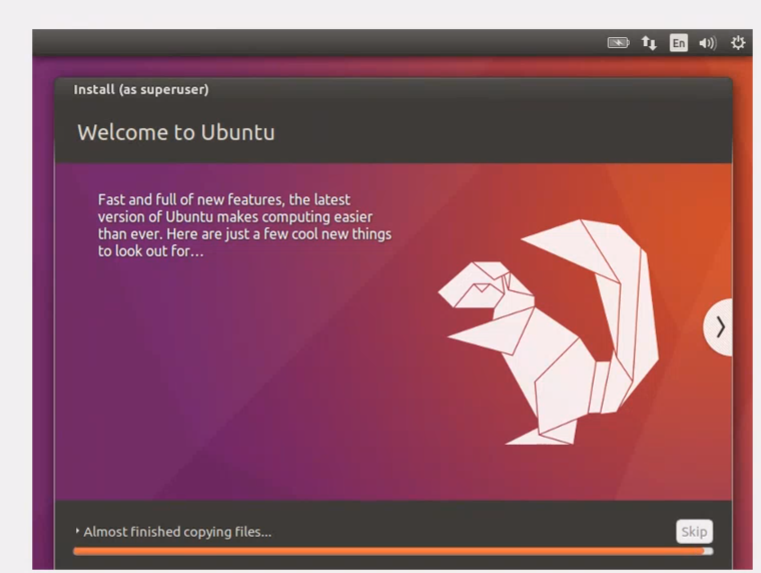 En
Install (as superuser)
Welcome to Ubuntu
Fast and full of new features, the latest
version of Ubuntu makes computing easier
than ever. Here are just a few cool new things
to look out for...
Almost finished copying files...
Skip